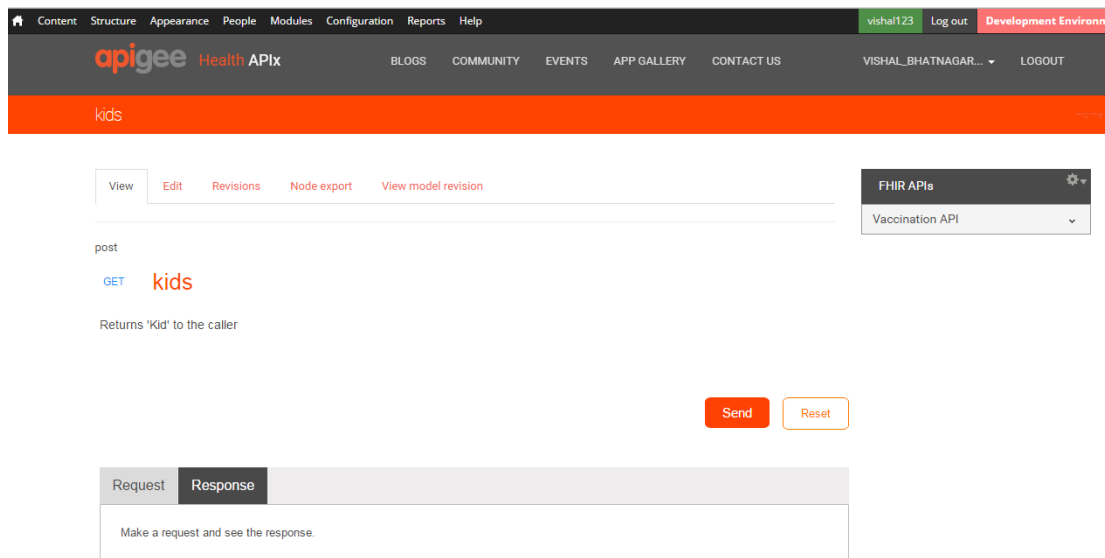 Content Structure Appearance People Modules Configuration Reports Help vishal123 Log out Development Environm
apigee Health APIx BLOGS COMMUNITY EVENTS APP GALLERY CONTACT US VISHAL_BHATNAGAR... LOGOUT
kids
View Edit Revisions Node export View model revision
FHIR APIs
Vaccination API
post
GET kids
Returns 'Kid' to the caller
Send Reset
Request Response
Make a request and see the response.